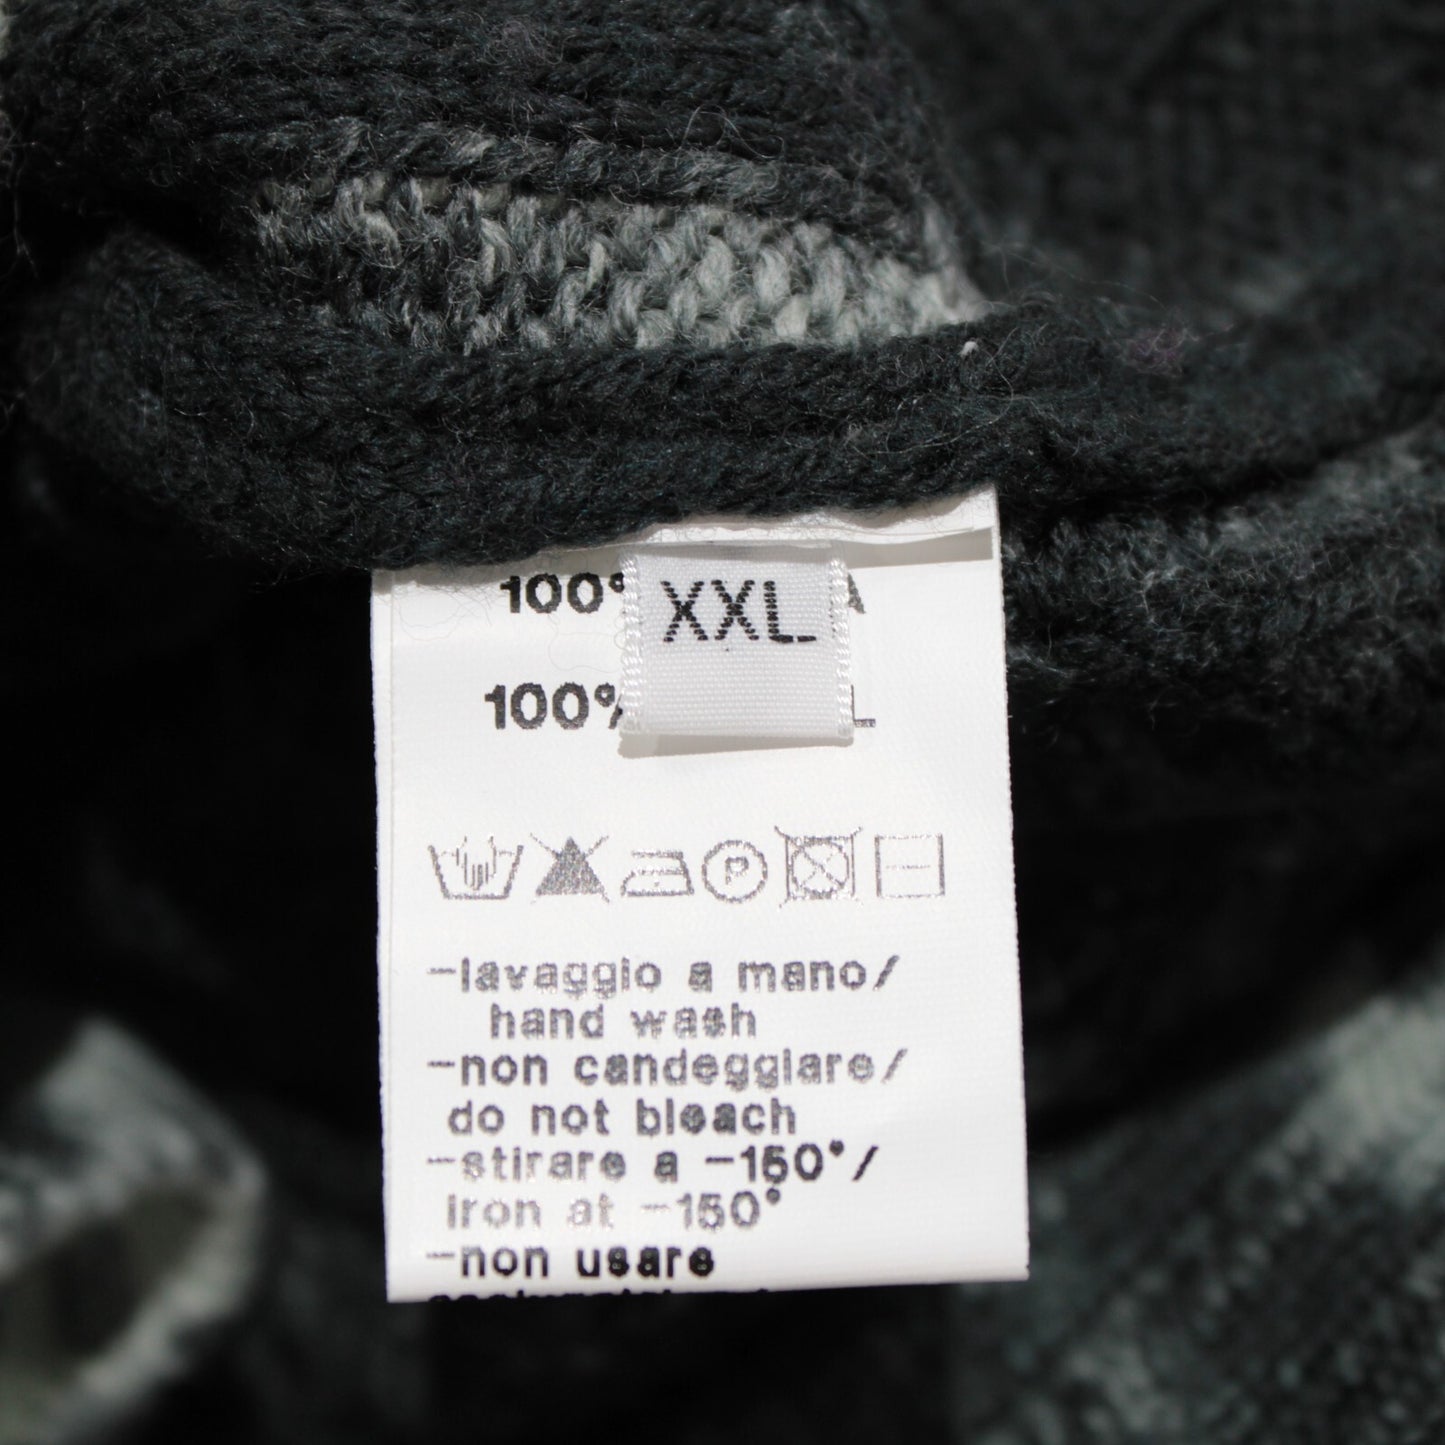 XXL
100%
100%
P
-lavaggio a mano/
hand wash
-non candeggiare/
do not bleach
-stirare a -150°/
iron at -150°
-non usare